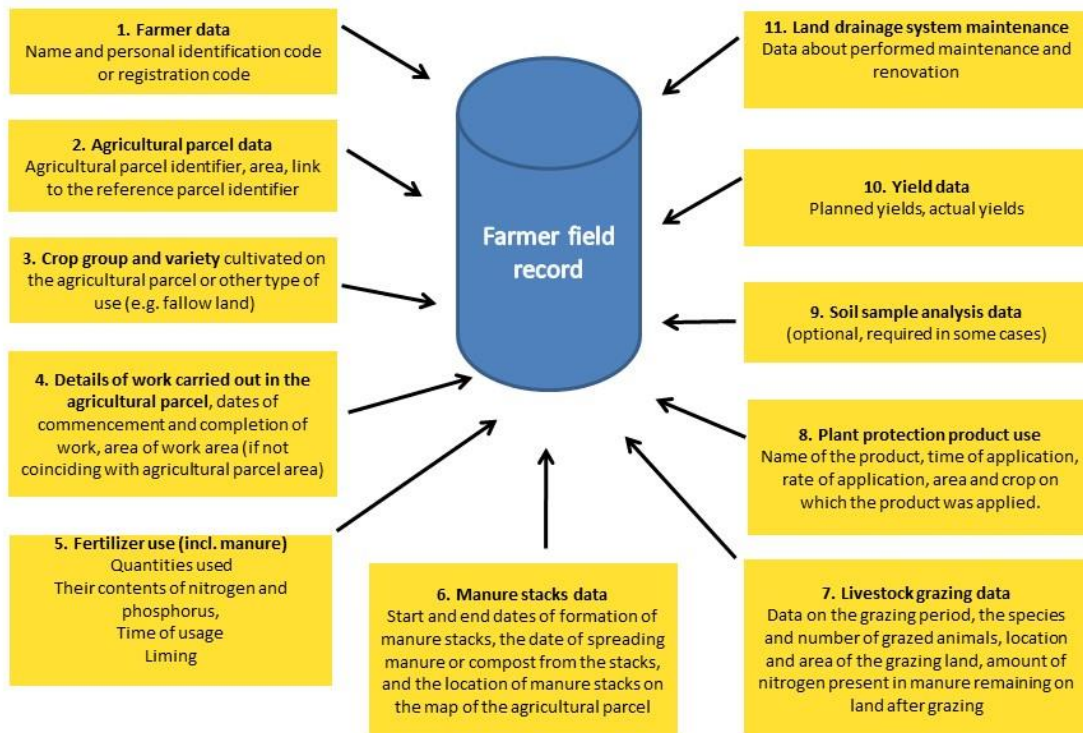 1. Farmer data
Name and personal identification code
or registration code
2. Agricultural parcel data
Agricultural parcel identifier, area, link
to the reference parcel identifier
3. Crop group and variety cultivated on
the agricultural parcel or other type of
use (e.g. fallow land)
4. Details of work carried out in the
agricultural parcel, dates of
commencement and completion of
work, area of work area (if not
coinciding with agricultural parcel area)
5. Fertilizer use (incl. manure)
Quantities used
Their contents of nitrogen and
phosphorus,
Time of usage
Liming
Farmer field
record
6. Manure stacks data
Start and end dates of formation of
manure stacks, the date of spreading
manure or compost from the stacks,
and the location of manure stacks on
the map of the agricultural parcel
11. Land drainage system maintenance
Data about performed maintenance and
renovation
10. Yield data
Planned yields, actual yields
9. Soil sample analysis data
(optional, required in some cases)
8. Plant protection product use
Name of the product, time of application,
rate of application, area and crop on
which the product was applied.
7. Livestock grazing data
Data on the grazing period, the species
and number of grazed animals, location
and area of the grazing land, amount of
nitrogen present in manure remaining on
land after grazing